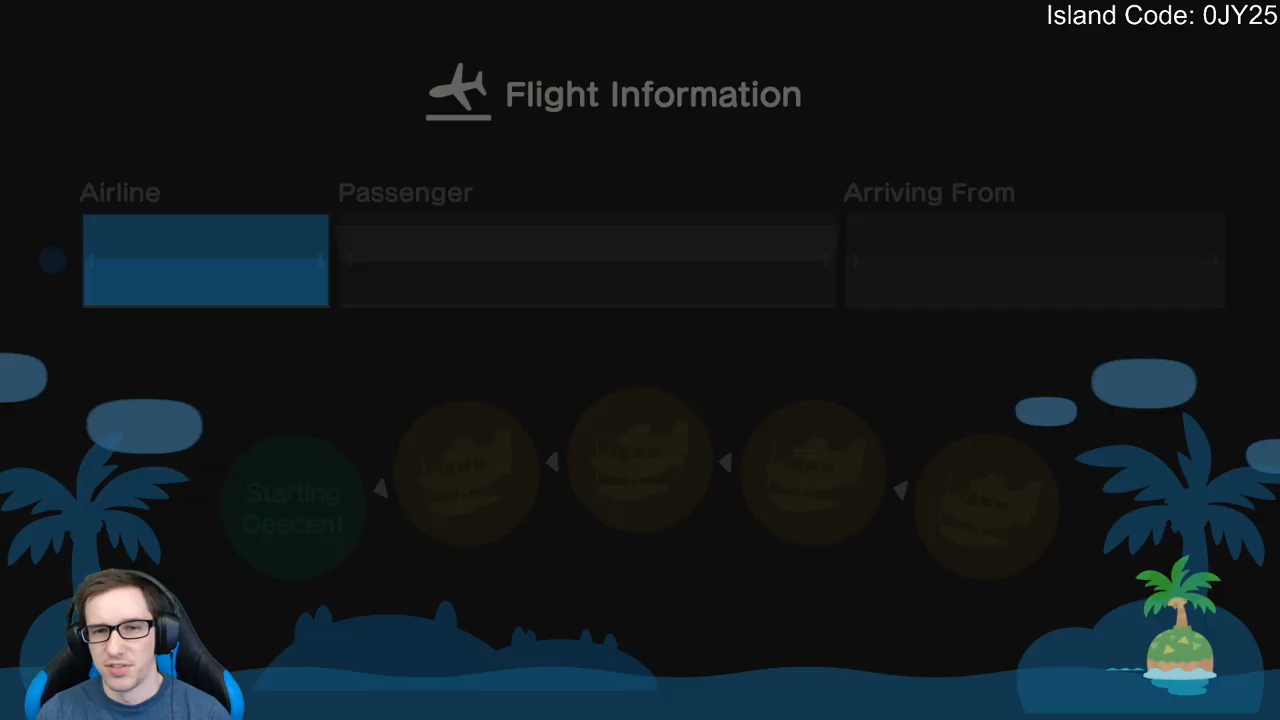 Island Code: 0JY25
Flight Information
Airline
Passenger
Arriving From
Starting
Descent